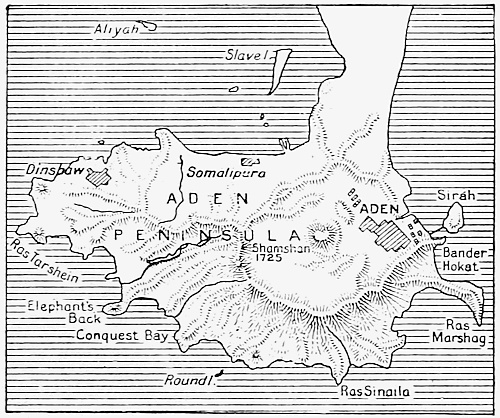 Aliyah
Slave I.
Dinshaw
Somalipura
ADEN
PENINSULA
Bag
ADEN
Sirah
Shamshan
1725
Ras Tarshein
Bander
Hokat
Elephant's
Back
Conquest Bay
Ras
Marshag
Round I.
Ras Sinaila